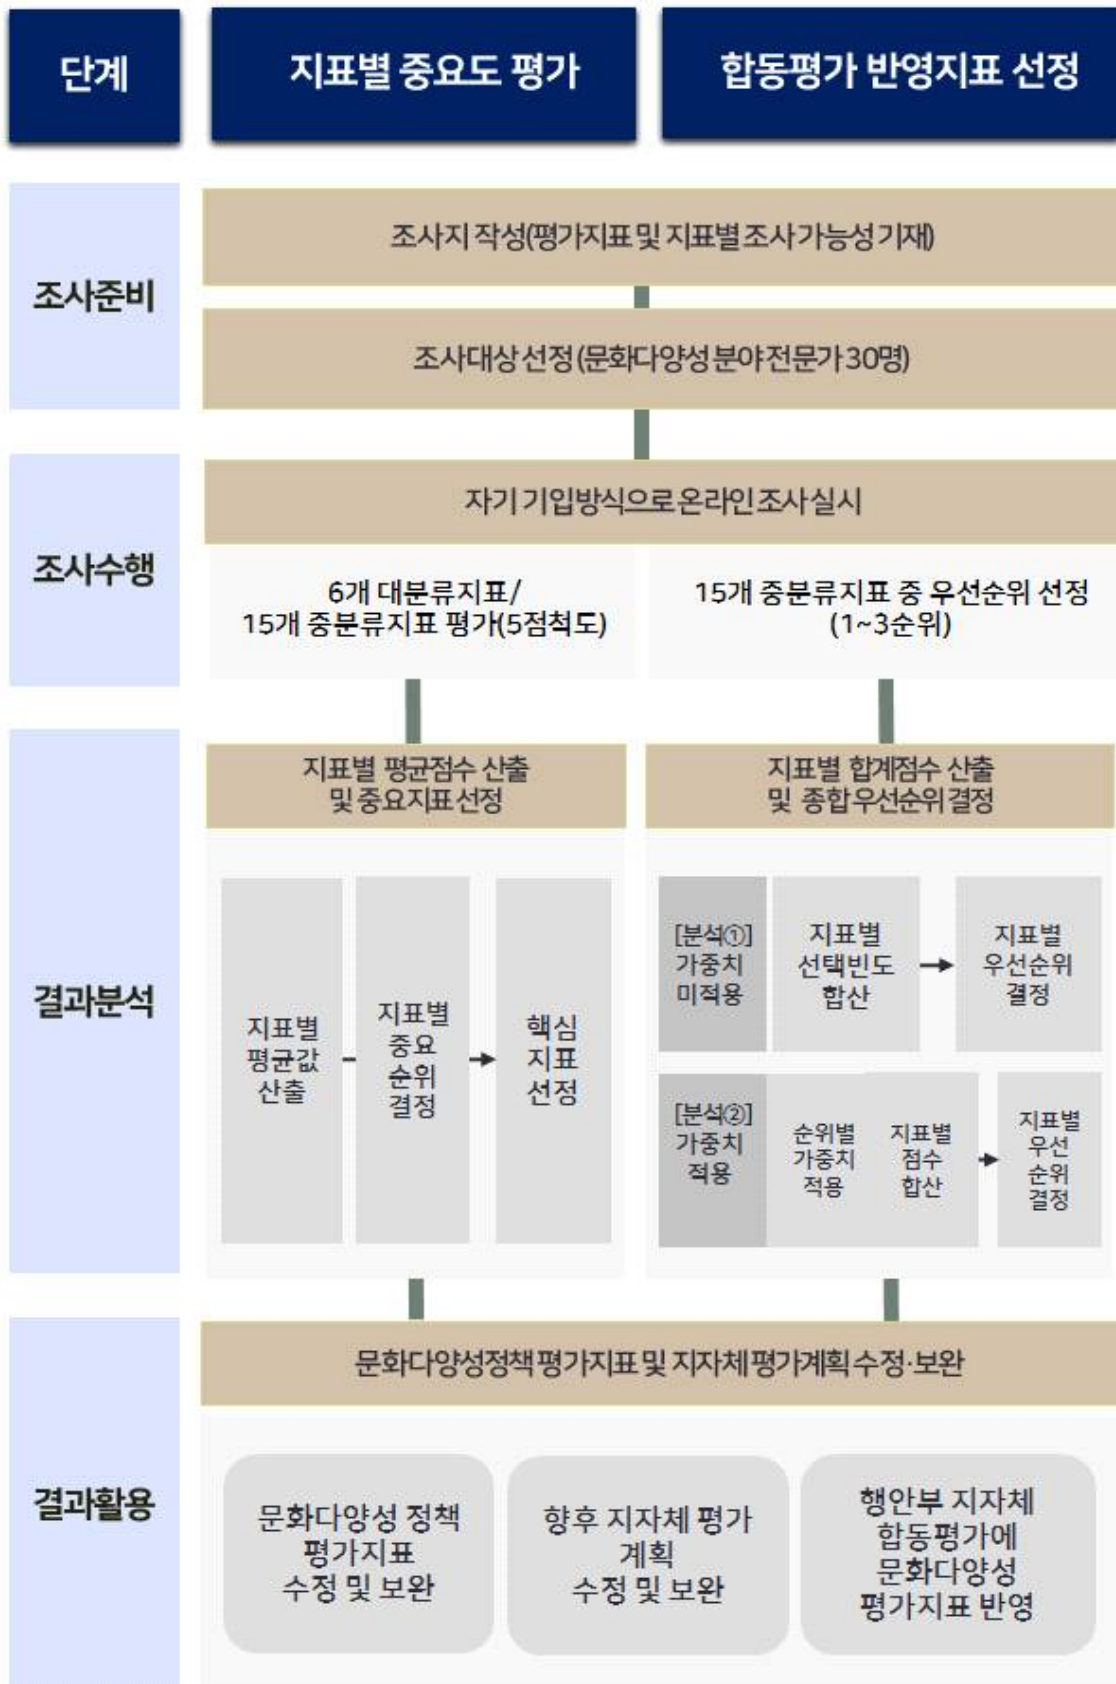 단계
지표별 중요도 평가
합동평가 반영지표 선정
조사준비
조사지 작성(평가지표 및 지표별 조사 가능성 기재)
조사대상 선정(문화다양성 분야 전문가 30명)
조사수행
자기 기입방식으로 온라인 조사 실시
6개 대분류지표/
15개 중분류지표 평가(5점척도)
15개 중분류지표 중 우선순위 선정
(1~3순위)
결과분석
지표별 평균점수 산출
및 중요지표 선정
지표별
평균값
산출
지표별
중요
순위
결정
핵심
지표
선정
지표별 합계점수 산출
및 종합 우선순위 결정
[분석①]
가중치
미적용
지표별
선택빈도
합산
지표별
우선순위
결정
[분석②]
가중치
적용
순위별
가중치
적용
지표별
점수
합산
지표별
우선
순위
결정
결과활용
문화다양성정책 평가지표 및 지자체 평가계획 수정·보완
문화다양성 정책
평가지표
수정 및 보완
향후 지자체 평가
계획
수정 및 보완
행안부 지자체
합동평가에
문화다양성
평가지표 반영